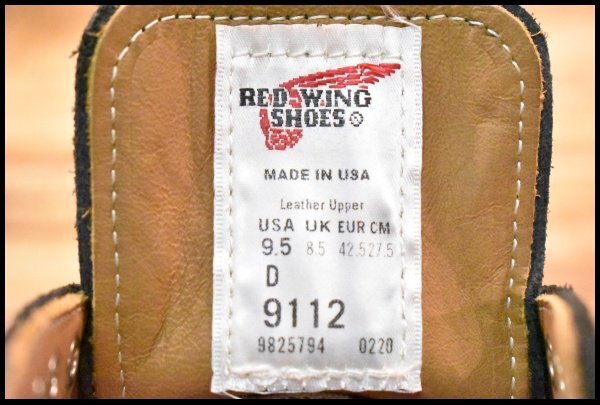 RED WING
SHOES ®
MADE IN USA
Leather Upper
USA UK EUR CM
9.5 8.5 42.5 27.5
D
9112
9825794 0220